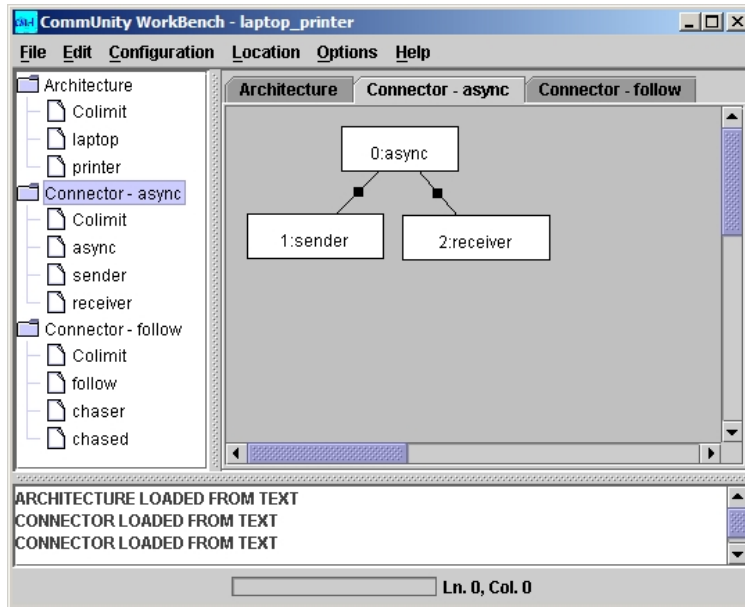 CommUnity WorkBench - laptop_printer
File Edit Configuration Location Options Help
Architecture
Colimit
laptop
printer
Connector - async
Colimit
async
sender
receiver
Connector - follow
Colimit
follow
chaser
chased
Architecture Connector - async Connector - follow
0:async
1:sender 2:receiver
ARCHITECTURE LOADED FROM TEXT
CONNECTOR LOADED FROM TEXT
CONNECTOR LOADED FROM TEXT
Ln. 0, Col. 0